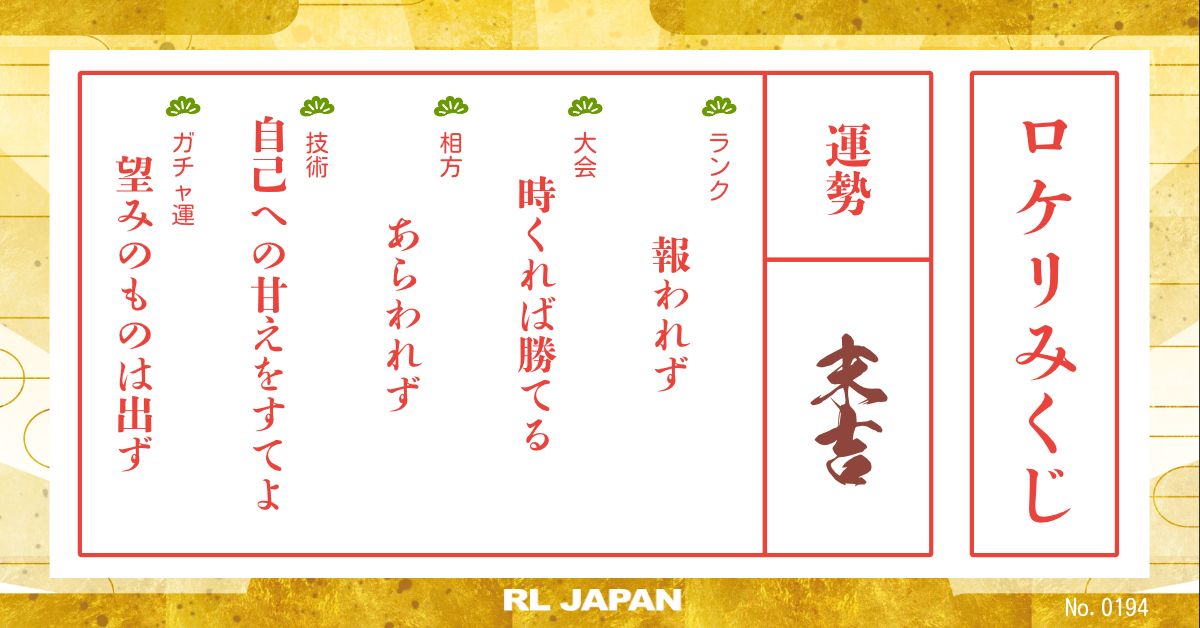 ロケリみくじ
運勢
末吉
ランク
報われず
大会
時くれば勝てる
相方
あらわれず
技術
自己への甘えをすてよ
ガチャ運
望みのものは出ず
RL JAPAN
No. 0194